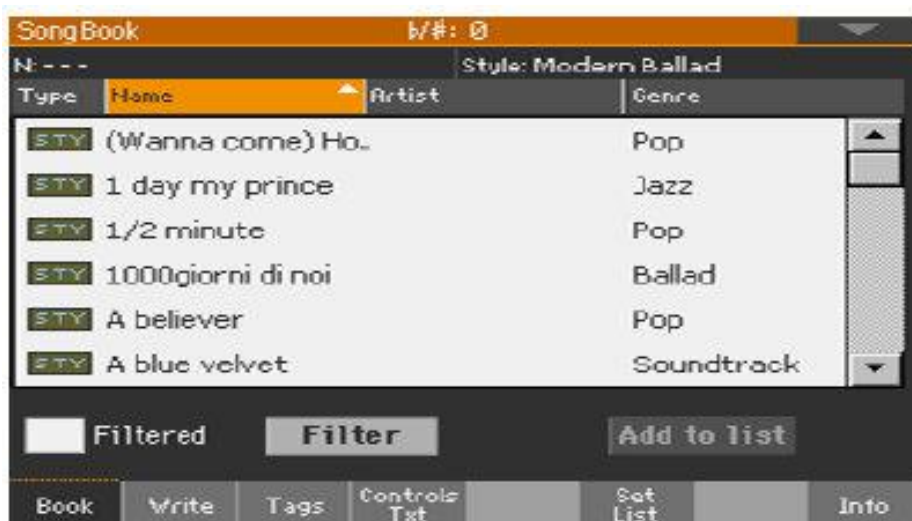 SongBook b/#: 0
N: - - - Style: Modern Ballad
Type Name Artist Genre
STY (Wanna come) Ho.. Pop
STY 1 day my prince Jazz
STY 1/2 minute Pop
STY 1000giorni di noi Ballad
STY A believer Pop
STY A blue velvet Soundtrack
Filtered Filter Add to list
Book Write Tags Controls Txt Set List Info